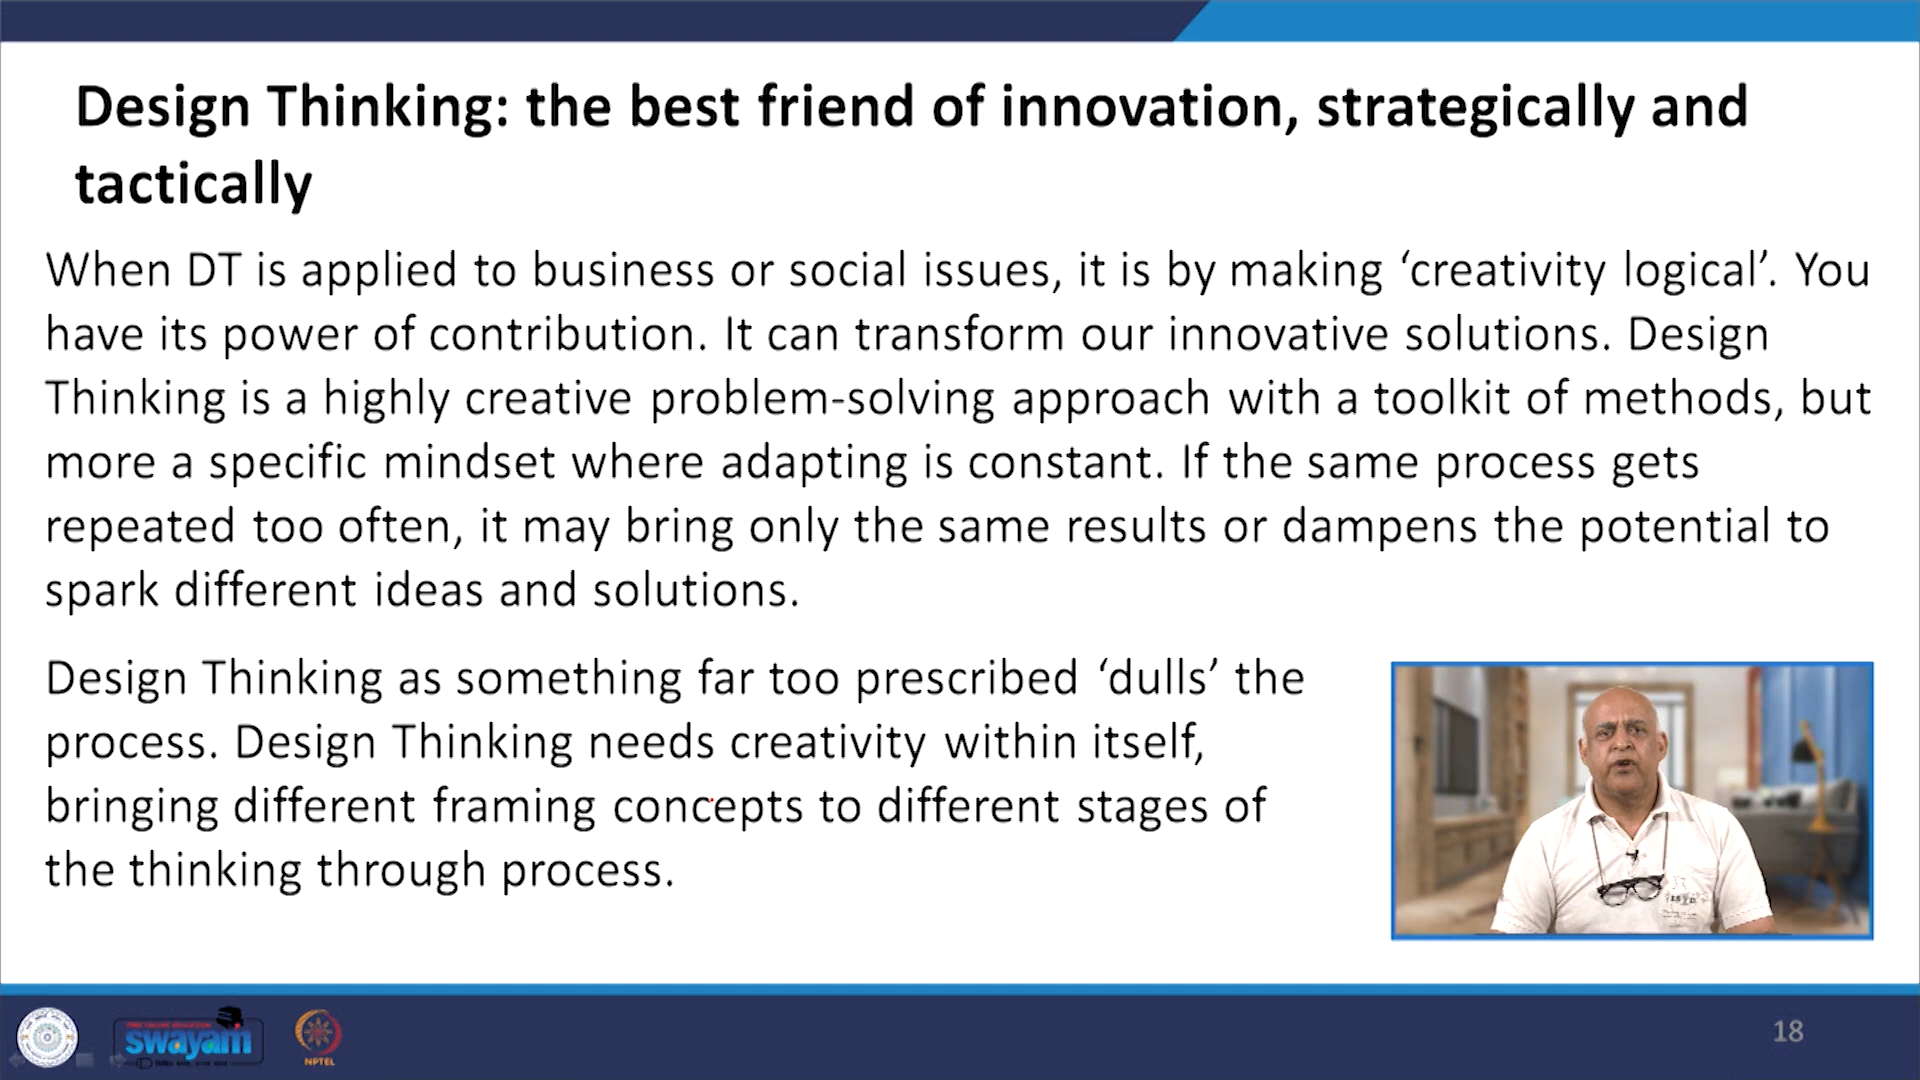 Design Thinking: the best friend of innovation, strategically and
tactically
When DT is applied to business or social issues, it is by making ‘creativity logical’. You
have its power of contribution. It can transform our innovative solutions. Design
Thinking is a highly creative problem-solving approach with a toolkit of methods, but
more a specific mindset where adapting is constant. If the same process gets
repeated too often, it may bring only the same results or dampens the potential to
spark different ideas and solutions.
Design Thinking as something far too prescribed ‘dulls’ the
process. Design Thinking needs creativity within itself,
bringing different framing concepts to different stages of
the thinking through process.
swayam
NPTEL
18